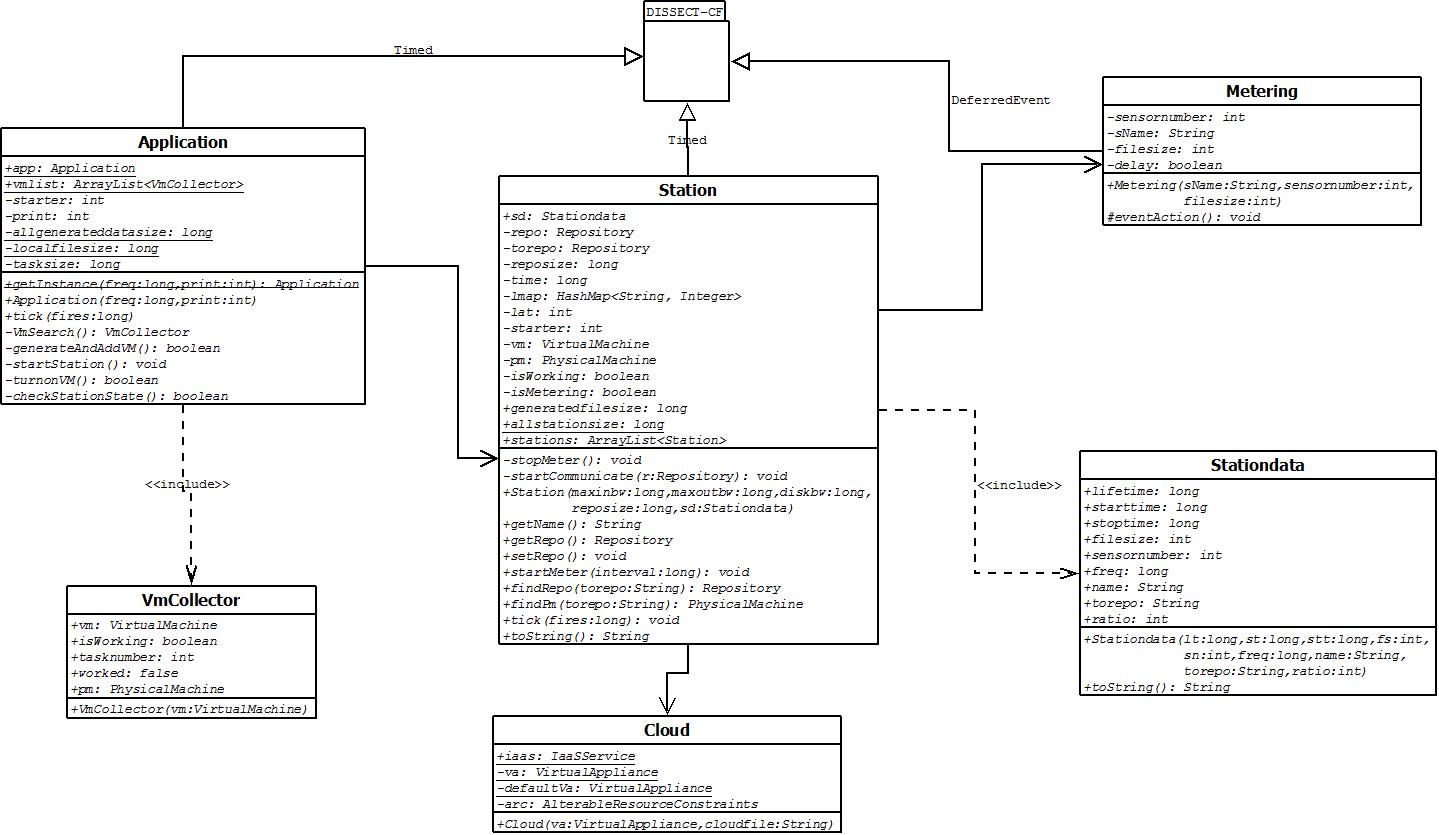 DISSECT-CF
Timed
Timed
DeferredEvent
Metering
-sensornumber: int
-sName: String
-filesize: int
-delay: boolean
+Metering(sName:String,sensornumber:int,
filesize:int)
#eventAction(): void
Application
+app: Application
+vmlist: ArrayList<VmCollector>
-starter: int
-print: int
-allgenerateddatasize: long
-localfilesize: long
-tasksize: long
+getInstance(freq:long,print:int): Application
+Application(freq:long,print:int)
+tick(fires:long)
-VmSearch(): VmCollector
-generateAndAddVM(): boolean
-startStation(): void
-turnonVM(): boolean
-checkStationState(): boolean
Station
+sd: Stationdata
-repo: Repository
-torepo: Repository
-reposize: long
-time: long
-lmap: HashMap<String, Integer>
-lat: int
-starter: int
-vm: VirtualMachine
-pm: PhysicalMachine
-isWorking: boolean
-isMetering: boolean
+generatedfilesize: long
+allstationsize: long
+stations: ArrayList<Station>
-stopMeter(): void
-startCommunicate(r:Repository): void
+Station(maxinbw:long,maxoutbw:long,diskbw:long,
reposize:long,sd:Stationdata)
+getName(): String
+getRepo(): Repository
+setRepo(): void
+startMeter(interval:long): void
+findRepo(torepo:String): Repository
+findPm(torepo:String): PhysicalMachine
+tick(fires:long): void
+toString(): String
<<include>>
<<include>>
Stationdata
+lifetime: long
+starttime: long
+stoptime: long
+filesize: int
+sensornumber: int
+freq: long
+name: String
+torepo: String
+ratio: int
+Stationdata(lt:long,st:long,stt:long,fs:int,
sn:int,freq:long,name:String,
torepo:String,ratio:int)
+toString(): String
VmCollector
+vm: VirtualMachine
+isWorking: boolean
+tasknumber: int
+worked: false
+pm: PhysicalMachine
+VmCollector(vm:VirtualMachine)
Cloud
+iaas: IaaSService
-va: VirtualAppliance
-defaultVa: VirtualAppliance
-arc: AlterableResourceConstraints
+Cloud(va:VirtualAppliance,cloudfile:String)